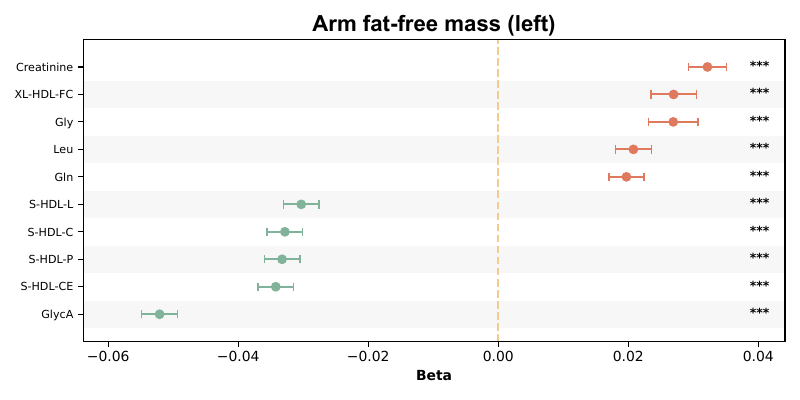 Arm fat-free mass (left)
Creatinine ***
XL-HDL-FC ***
Gly ***
Leu ***
Gln ***
S-HDL-L ***
S-HDL-C ***
S-HDL-P ***
S-HDL-CE ***
GlycA ***
−0.06 −0.04 −0.02 0.00 0.02 0.04
Beta